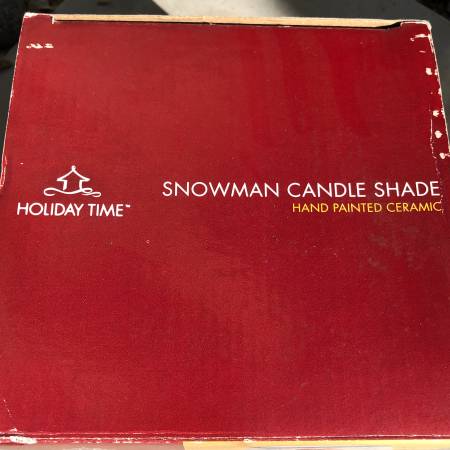 SNOWMAN CANDLE SHADE
HAND PAINTED CERAMIC
HOLIDAY TIME™